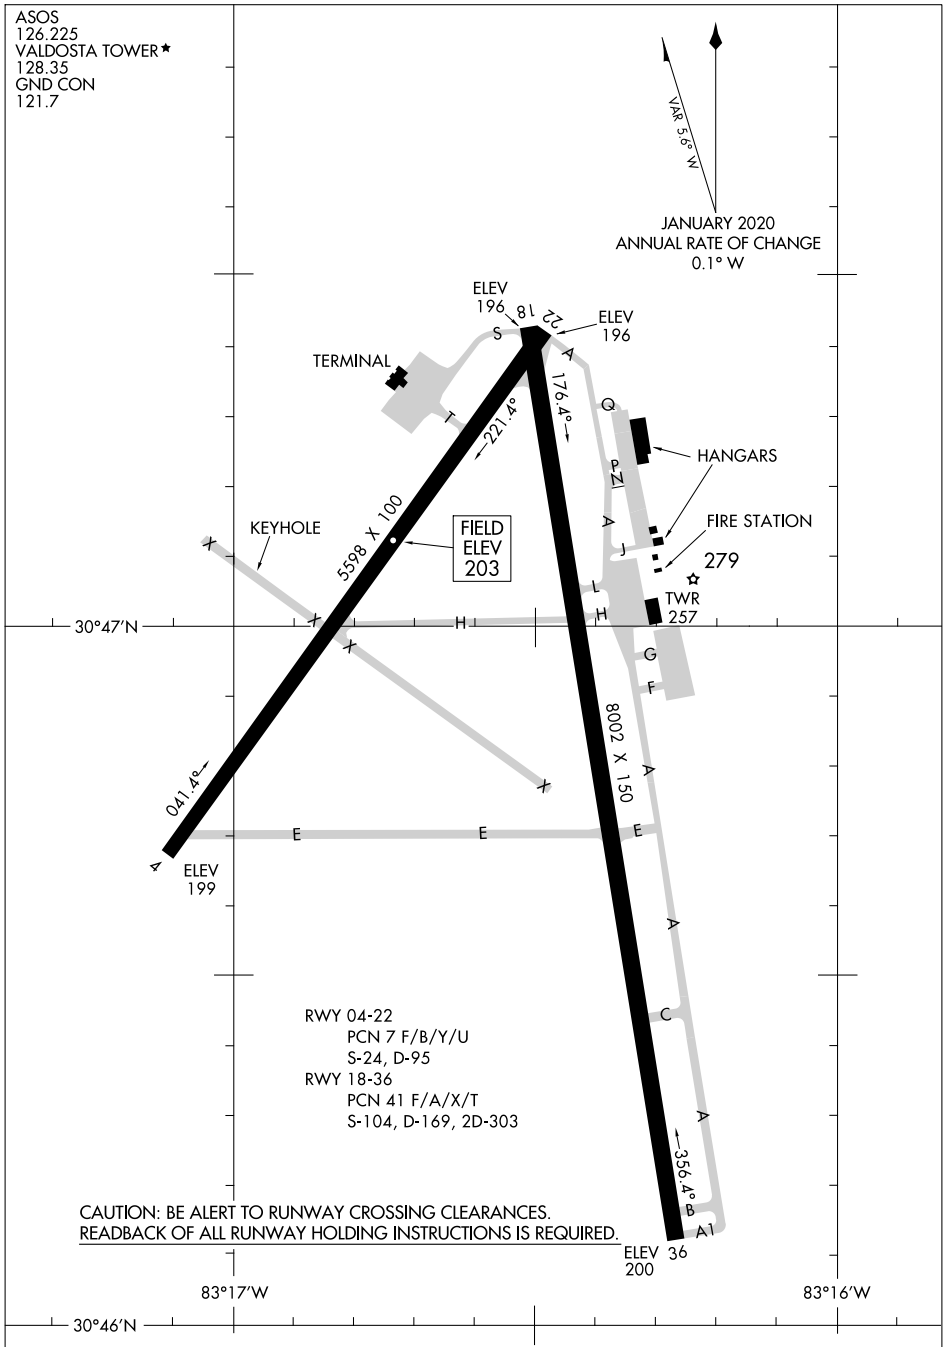 ASOS
126.225
VALDOSTA TOWER★
128.35
GND CON
121.7
VAR 5.6° W
JANUARY 2020
ANNUAL RATE OF CHANGE
0.1° W
ELEV
196
18
22
ELEV
196
S
A
TERMINAL
176.4°
Q
T
221.4°
HANGARS
P
N
5598 X 100
A
FIRE STATION
KEYHOLE
X
FIELD
ELEV
203
J
279
L
TWR
257
X
H
H
30°47'N
X
G
F
8002 X 150
A
041.4°
X
E
E
E
4
ELEV
199
A
C
RWY 04-22
PCN 7 F/B/Y/U
S-24, D-95
RWY 18-36
PCN 41 F/A/X/T
S-104, D-169, 2D-303
A
356.4°
B
CAUTION: BE ALERT TO RUNWAY CROSSING CLEARANCES.
READBACK OF ALL RUNWAY HOLDING INSTRUCTIONS IS REQUIRED.
A1
ELEV
200
36
83°17'W
83°16'W
30°46'N